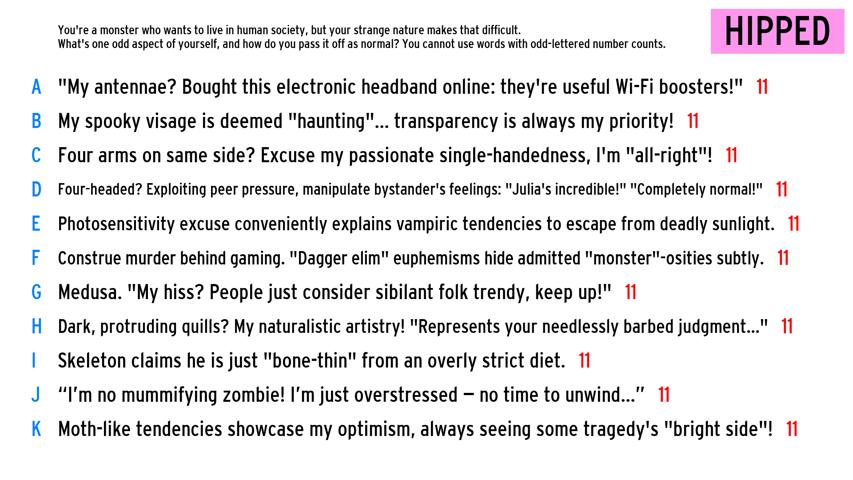 You're a monster who wants to live in human society, but your strange nature makes that difficult.
What's one odd aspect of yourself, and how do you pass it off as normal? You cannot use words with odd-lettered number counts.
HIPPED
A "My antennae? Bought this electronic headband online: they're useful Wi-Fi boosters!" 11
B My spooky visage is deemed "haunting"... transparency is always my priority! 11
C Four arms on same side? Excuse my passionate single-handedness, I'm "all-right"! 11
D Four-headed? Exploiting peer pressure, manipulate bystander's feelings: "Julia's incredible!" "Completely normal!" 11
E Photosensitivity excuse conveniently explains vampiric tendencies to escape from deadly sunlight. 11
F Construe murder behind gaming. "Dagger elim" euphemisms hide admitted "monster"-osities subtly. 11
G Medusa. "My hiss? People just consider sibilant folk trendy, keep up!" 11
H Dark, protruding quills? My naturalistic artistry! "Represents your needlessly barbed judgment..." 11
I Skeleton claims he is just "bone-thin" from an overly strict diet. 11
J “I’m no mummifying zombie! I’m just overstressed – no time to unwind...” 11
K Moth-like tendencies showcase my optimism, always seeing some tragedy's "bright side"! 11